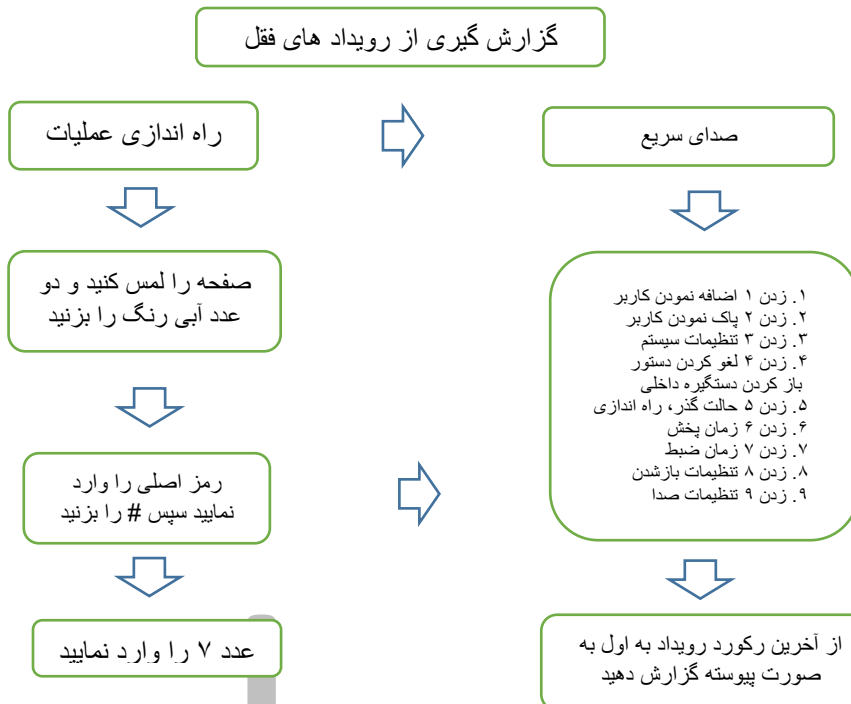 گزارش گیری از رویداد های فقل
راه اندازی عملیات
صدای سریع
صفحه را لمس کنید و دو
عدد آبی رنگ را بزنید
۱. زدن ۱ اضافه نمودن کاربر
۲. زدن ۲ پاک نمودن کاربر
۳. زدن ۳ تنظیمات سیستم
۴. زدن ۴ لغو کردن دستور
باز کردن دستگیره داخلی
۵. زدن ۵ حالت گذر، راه اندازی
۶. زدن ۶ زمان پخش
۷. زدن ۷ زمان ضبط
۸. زدن ۸ تنظیمات بازشدن
۹. زدن ۹ تنظیمات صدا
رمز اصلی را وارد
نمایید سپس # را بزنید
عدد ۷ را وارد نمایید
از آخرین رکورد رویداد به اول به
صورت پیوسته گزارش دهید